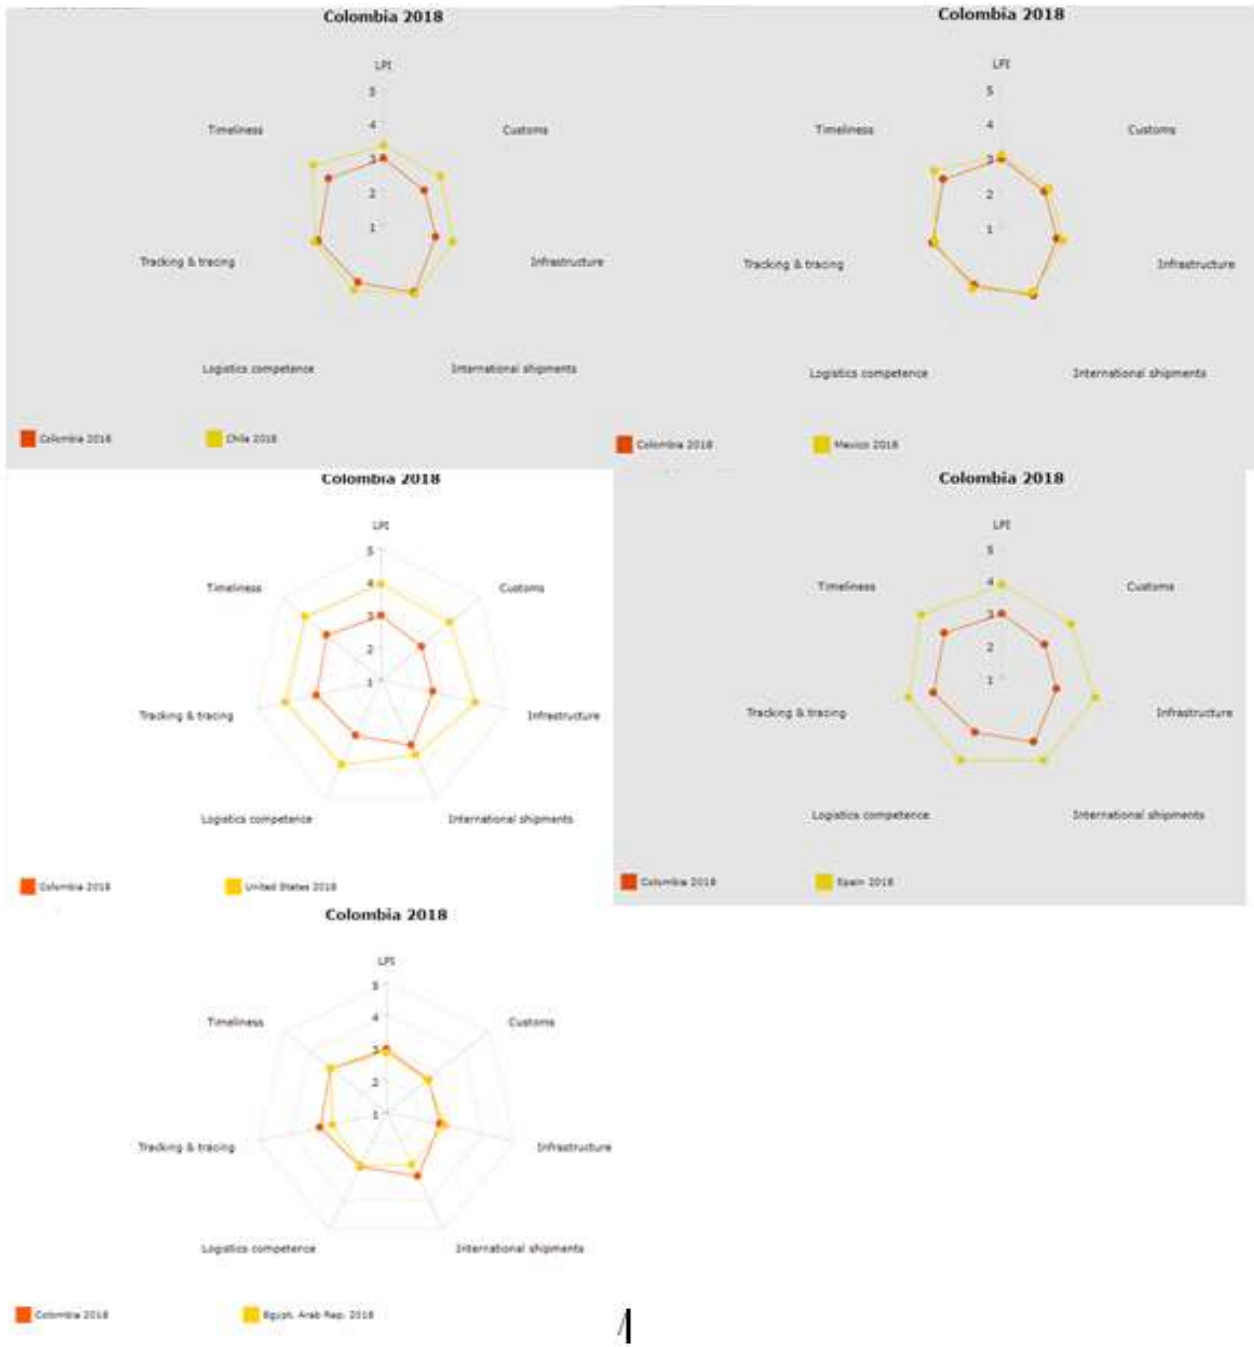 Colombia 2018
LPI
5
4
3
2
1
Timeliness
Customs
Tracking & tracing
Infrastructure
Logistics competence
International shipments
Colombia 2018
Chile 2018
Colombia 2018
LPI
5
4
3
2
1
Timeliness
Customs
Tracking & tracing
Infrastructure
Logistics competence
International shipments
Colombia 2018
Mexico 2018
Colombia 2018
LPI
5
4
3
2
1
Timeliness
Customs
Tracking & tracing
Infrastructure
Logistics competence
International shipments
Colombia 2018
United States 2018
Colombia 2018
LPI
5
4
3
2
1
Timeliness
Customs
Tracking & tracing
Infrastructure
Logistics competence
International shipments
Colombia 2018
Spain 2018
Colombia 2018
LPI
5
4
3
2
1
Timeliness
Customs
Tracking & tracing
Infrastructure
Logistics competence
International shipments
Colombia 2018
Egypt, Arab Rep. 2018
/